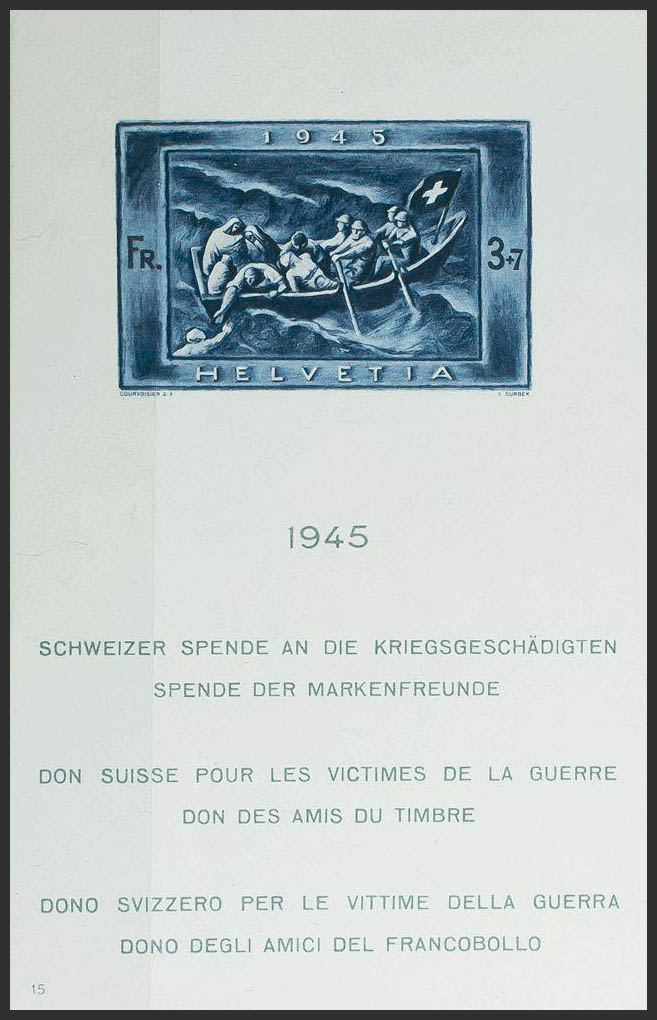 1945
FR. 3+7
HELVETIA
COURVOISIER S A V. SURBEK
1945
SCHWEIZER SPENDE AN DIE KRIEGSGESCHÄDIGTEN
SPENDE DER MARKENFREUNDE
DON SUISSE POUR LES VICTIMES DE LA GUERRE
DON DES AMIS DU TIMBRE
DONO SVIZZERO PER LE VITTIME DELLA GUERRA
DONO DEGLI AMICI DEL FRANCOBOLLO
15